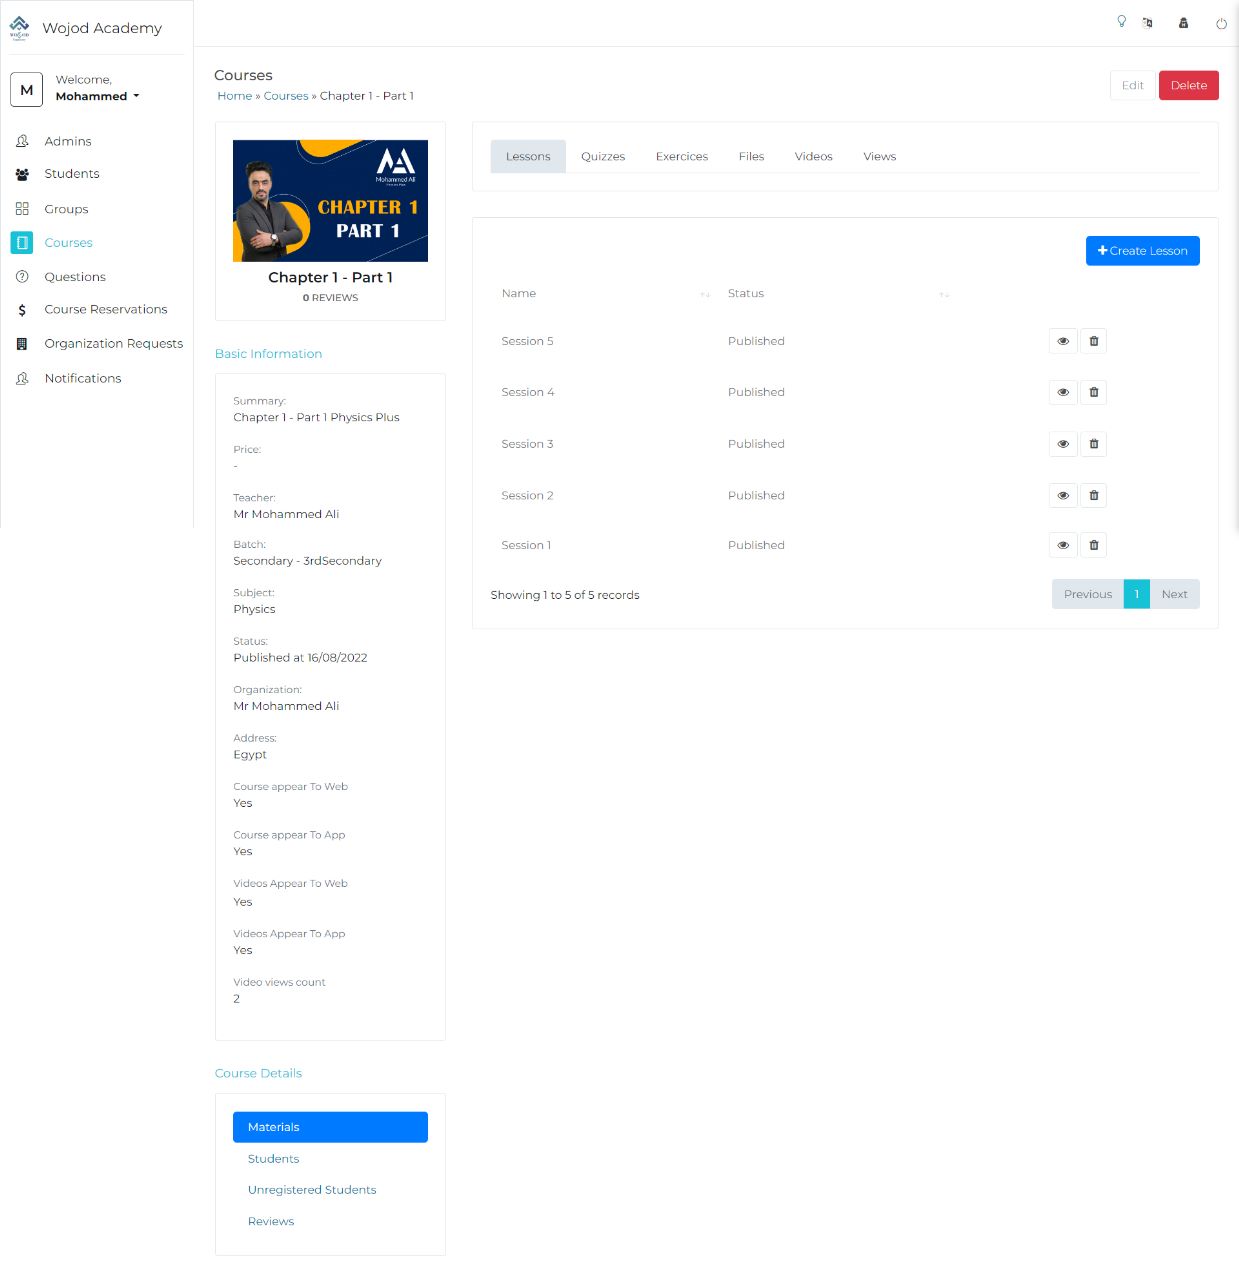 Wojod Academy
M
Welcome,
Mohammed
Admins
Students
Groups
Courses
Questions
Course Reservations
Organization Requests
Notifications
Courses
Home » Courses » Chapter 1 - Part 1
Edit
Delete
Mohammed Ali
CHAPTER 1
PART 1
Chapter 1 - Part 1
0 REVIEWS
Basic Information
Summary:
Chapter 1 - Part 1 Physics Plus
Price:
-
Teacher:
Mr Mohammed Ali
Batch:
Secondary - 3rdSecondary
Subject:
Physics
Status:
Published at 16/08/2022
Organization:
Mr Mohammed Ali
Address:
Egypt
Course appear To Web
Yes
Course appear To App
Yes
Videos Appear To Web
Yes
Videos Appear To App
Yes
Video views count
2
Course Details
Materials
Students
Unregistered Students
Reviews
Lessons Quizzes Exercices Files Videos Views
Create Lesson
Name Status
Session 5 Published
Session 4 Published
Session 3 Published
Session 2 Published
Session 1 Published
Showing 1 to 5 of 5 records
Previous 1 Next